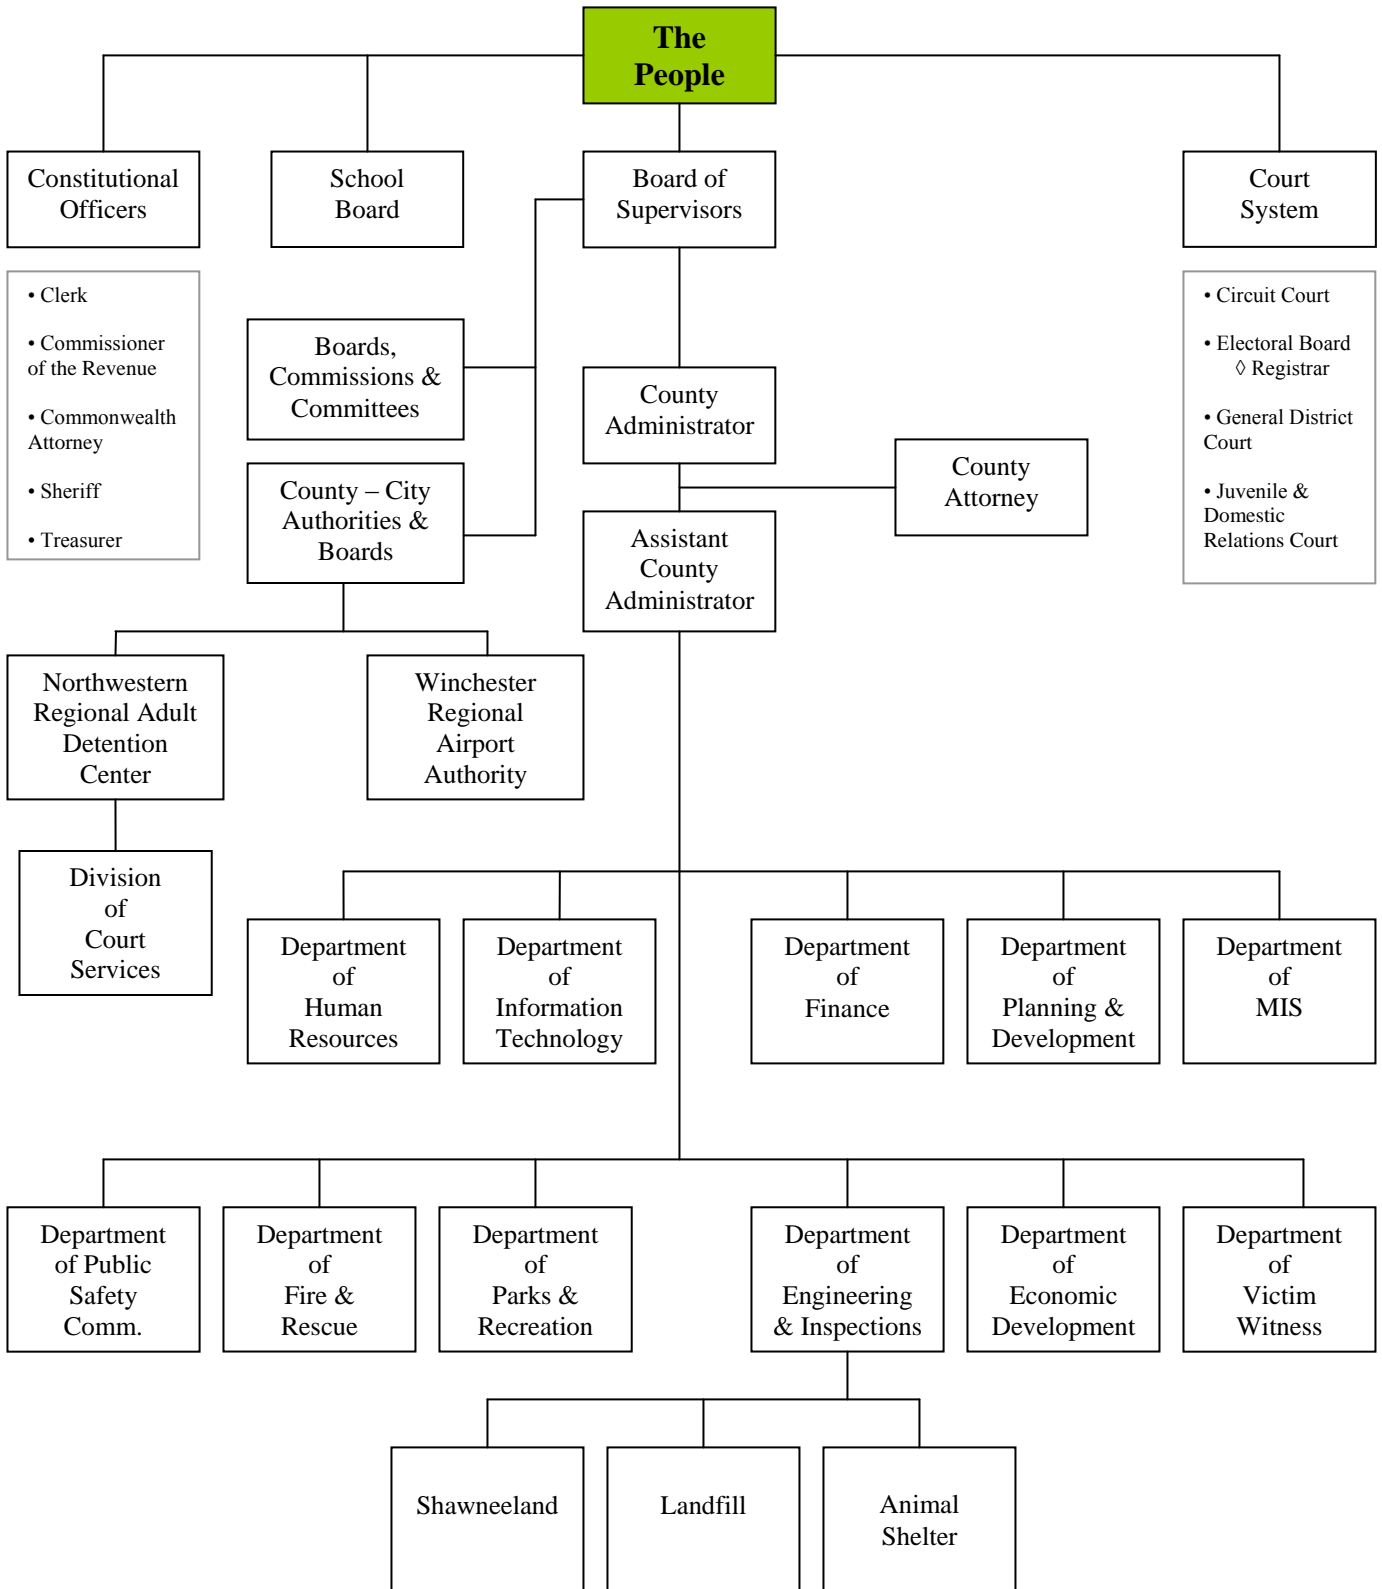 The
People
Constitutional
Officers
School
Board
Board of
Supervisors
Court
System
• Clerk
• Commissioner
of the Revenue
• Commonwealth
Attorney
• Sheriff
• Treasurer
• Circuit Court
• Electoral Board
◊ Registrar
• General District
Court
• Juvenile &
Domestic
Relations Court
Boards,
Commissions &
Committees
County
Administrator
County – City
Authorities &
Boards
County
Attorney
Assistant
County
Administrator
Northwestern
Regional Adult
Detention
Center
Winchester
Regional
Airport
Authority
Division
of
Court
Services
Department
of
Human
Resources
Department
of
Information
Technology
Department
of
Finance
Department
of
Planning &
Development
Department
of
MIS
Department
of Public
Safety
Comm.
Department
of
Fire &
Rescue
Department
of
Parks &
Recreation
Department
of
Engineering
& Inspections
Department
of
Economic
Development
Department
of
Victim
Witness
Shawneeland
Landfill
Animal
Shelter